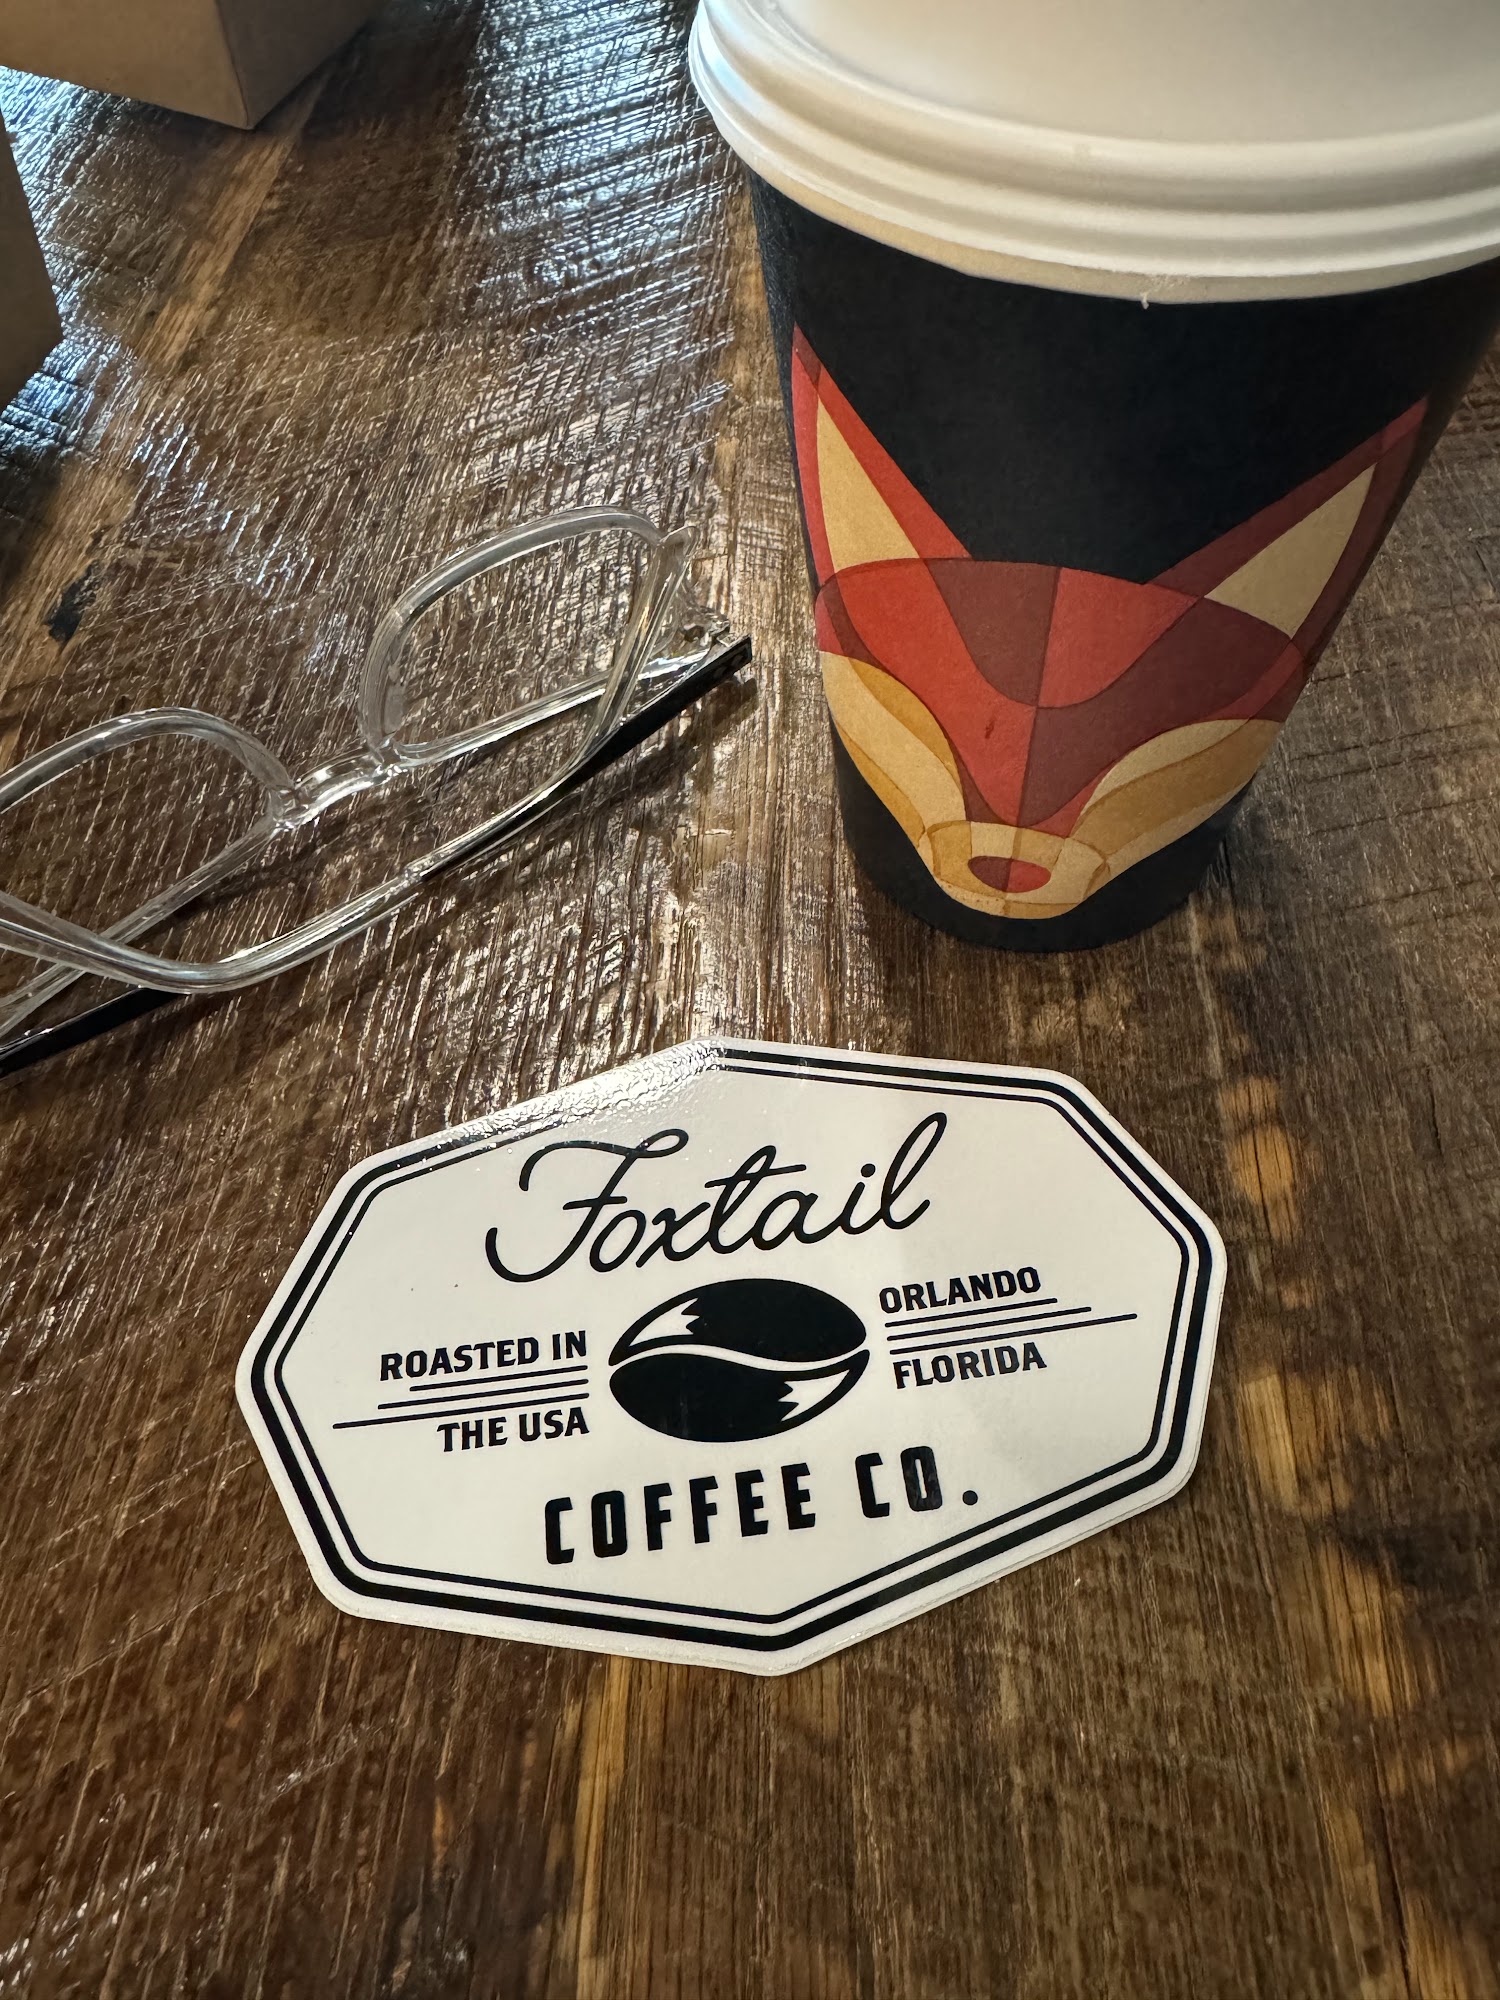 Foxtail
ROASTED IN
THE USA
ORLANDO
FLORIDA
COFFEE CO.